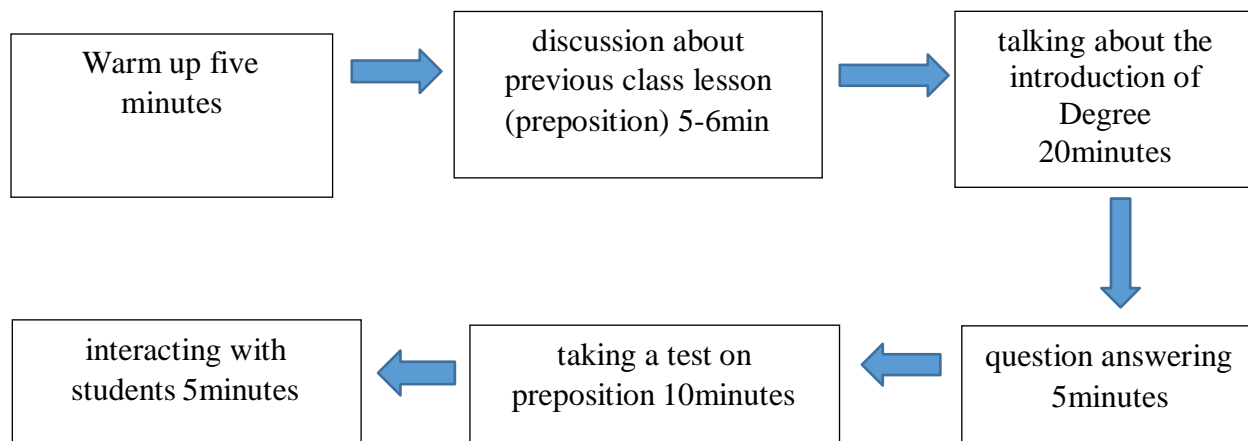 Warm up five
minutes
discussion about
previous class lesson
(preposition) 5-6min
talking about the
introduction of
Degree
20minutes
question answering
5minutes
taking a test on
preposition 10minutes
interacting with
students 5minutes